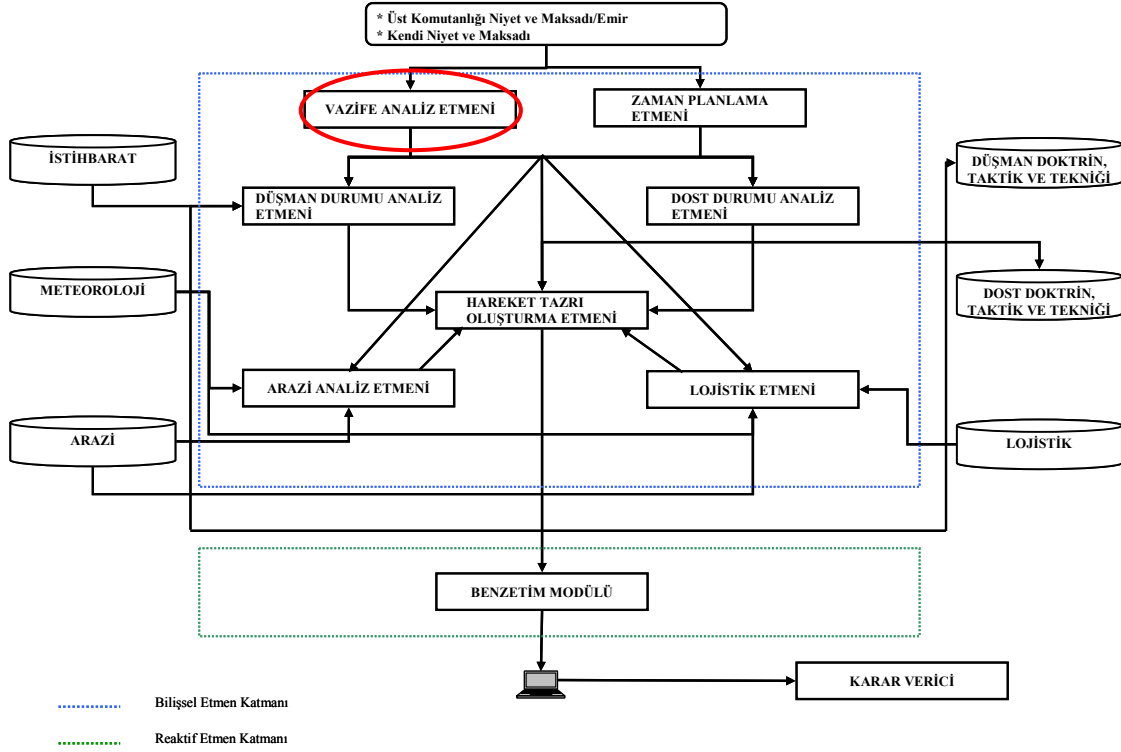 * Üst Komutanlığı Niyet ve Maksadı/Emir
* Kendi Niyet ve Maksadı
VAZİFE ANALİZ ETMENİ
ZAMAN PLANLAMA
ETMENİ
İSTİHBARAT
DÜŞMAN DOKTRİN,
TAKTİK VE TEKNİĞİ
DÜŞMAN DURUMU ANALİZ
ETMENİ
DOST DURUMU ANALİZ
ETMENİ
METEOROLOJİ
HAREKET TAZRI
OLUŞTURMA ETMENİ
DOST DOKTRİN,
TAKTİK VE TEKNİĞİ
ARAZİ ANALİZ ETMENİ
LOJİSTİK ETMENİ
ARAZİ
LOJİSTİK
BENZETİM MODÜLÜ
KARAR VERİCİ
Bilişsel Etmen Katmanı
Reaktif Etmen Katmanı